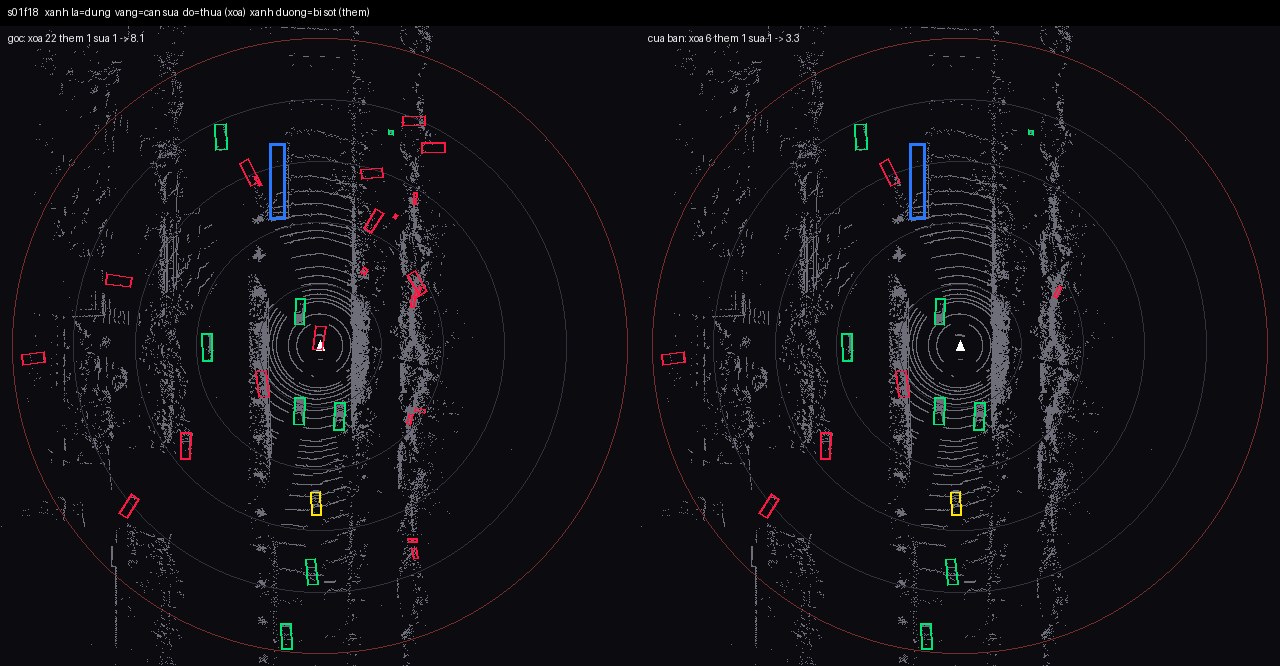 s01f18 xanh la=dung vang=can sua do=thua (xoa) xanh duong=bi sot (them)
goc: xoa 22 them 1 sua 1 -> 8.1
cua ban: xoa 6 them 1 sua 1 -> 3.3